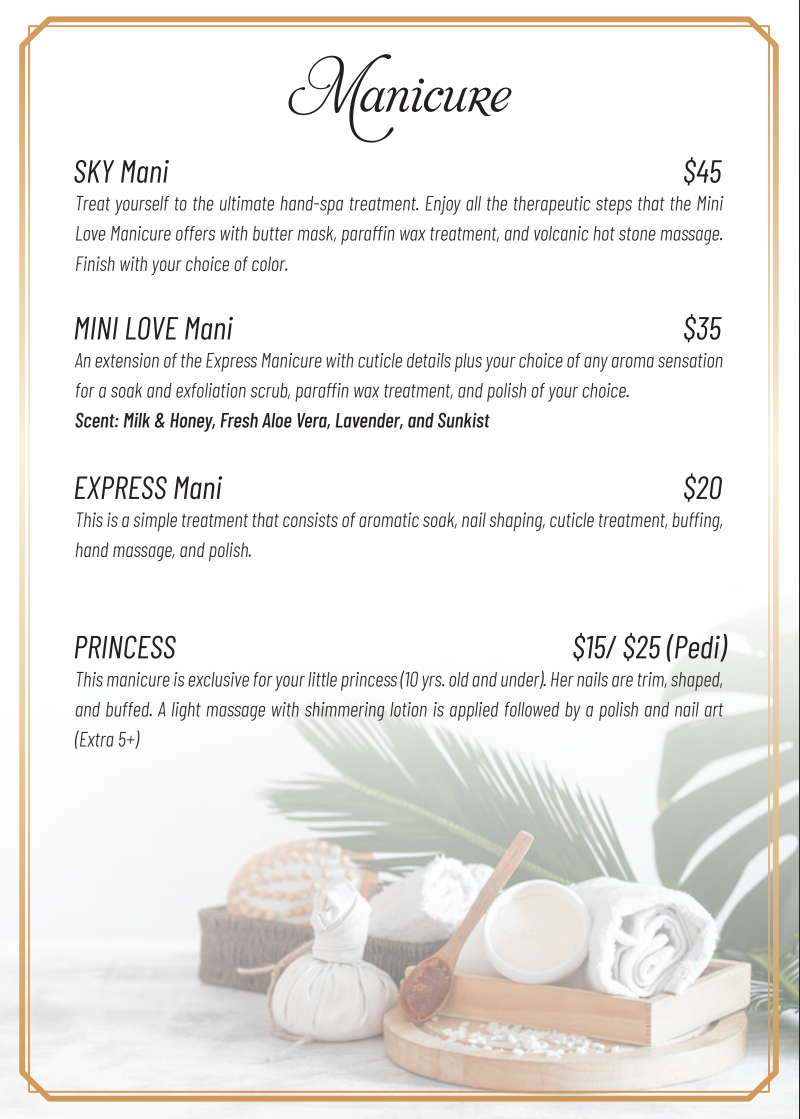 Manicure
SKY Mani $45
Treat yourself to the ultimate hand-spa treatment. Enjoy all the therapeutic steps that the Mini
Love Manicure offers with butter mask, paraffin wax treatment, and volcanic hot stone massage.
Finish with your choice of color.
MINI LOVE Mani $35
An extension of the Express Manicure with cuticle details plus your choice of any aroma sensation
for a soak and exfoliation scrub, paraffin wax treatment, and polish of your choice.
Scent: Milk & Honey, Fresh Aloe Vera, Lavender, and Sunkist
EXPRESS Mani $20
This is a simple treatment that consists of aromatic soak, nail shaping, cuticle treatment, buffing,
hand massage, and polish.
PRINCESS $15/ $25 (Pedi)
This manicure is exclusive for your little princess (10 yrs. old and under). Her nails are trim, shaped,
and buffed. A light massage with shimmering lotion is applied followed by a polish and nail art
(Extra 5+)